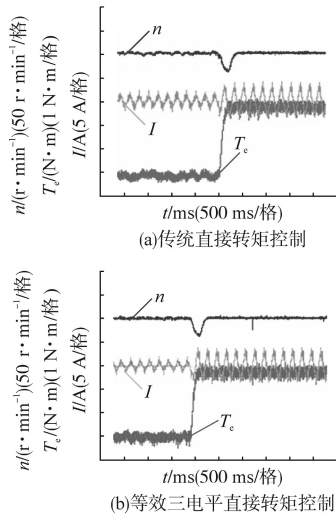 n/(r·min⁻¹)(50 r·min⁻¹/格)
Tₑ/(N·m)(1 N·m/格)
I/A(5 A/格)
n
I
Tₑ
t/ms(500 ms/格)
(a)传统直接转矩控制
n/(r·min⁻¹)(50 r·min⁻¹/格)
Tₑ/(N·m)(1 N·m/格)
I/A(5 A/格)
n
I
Tₑ
t/ms(500 ms/格)
(b)等效三电平直接转矩控制